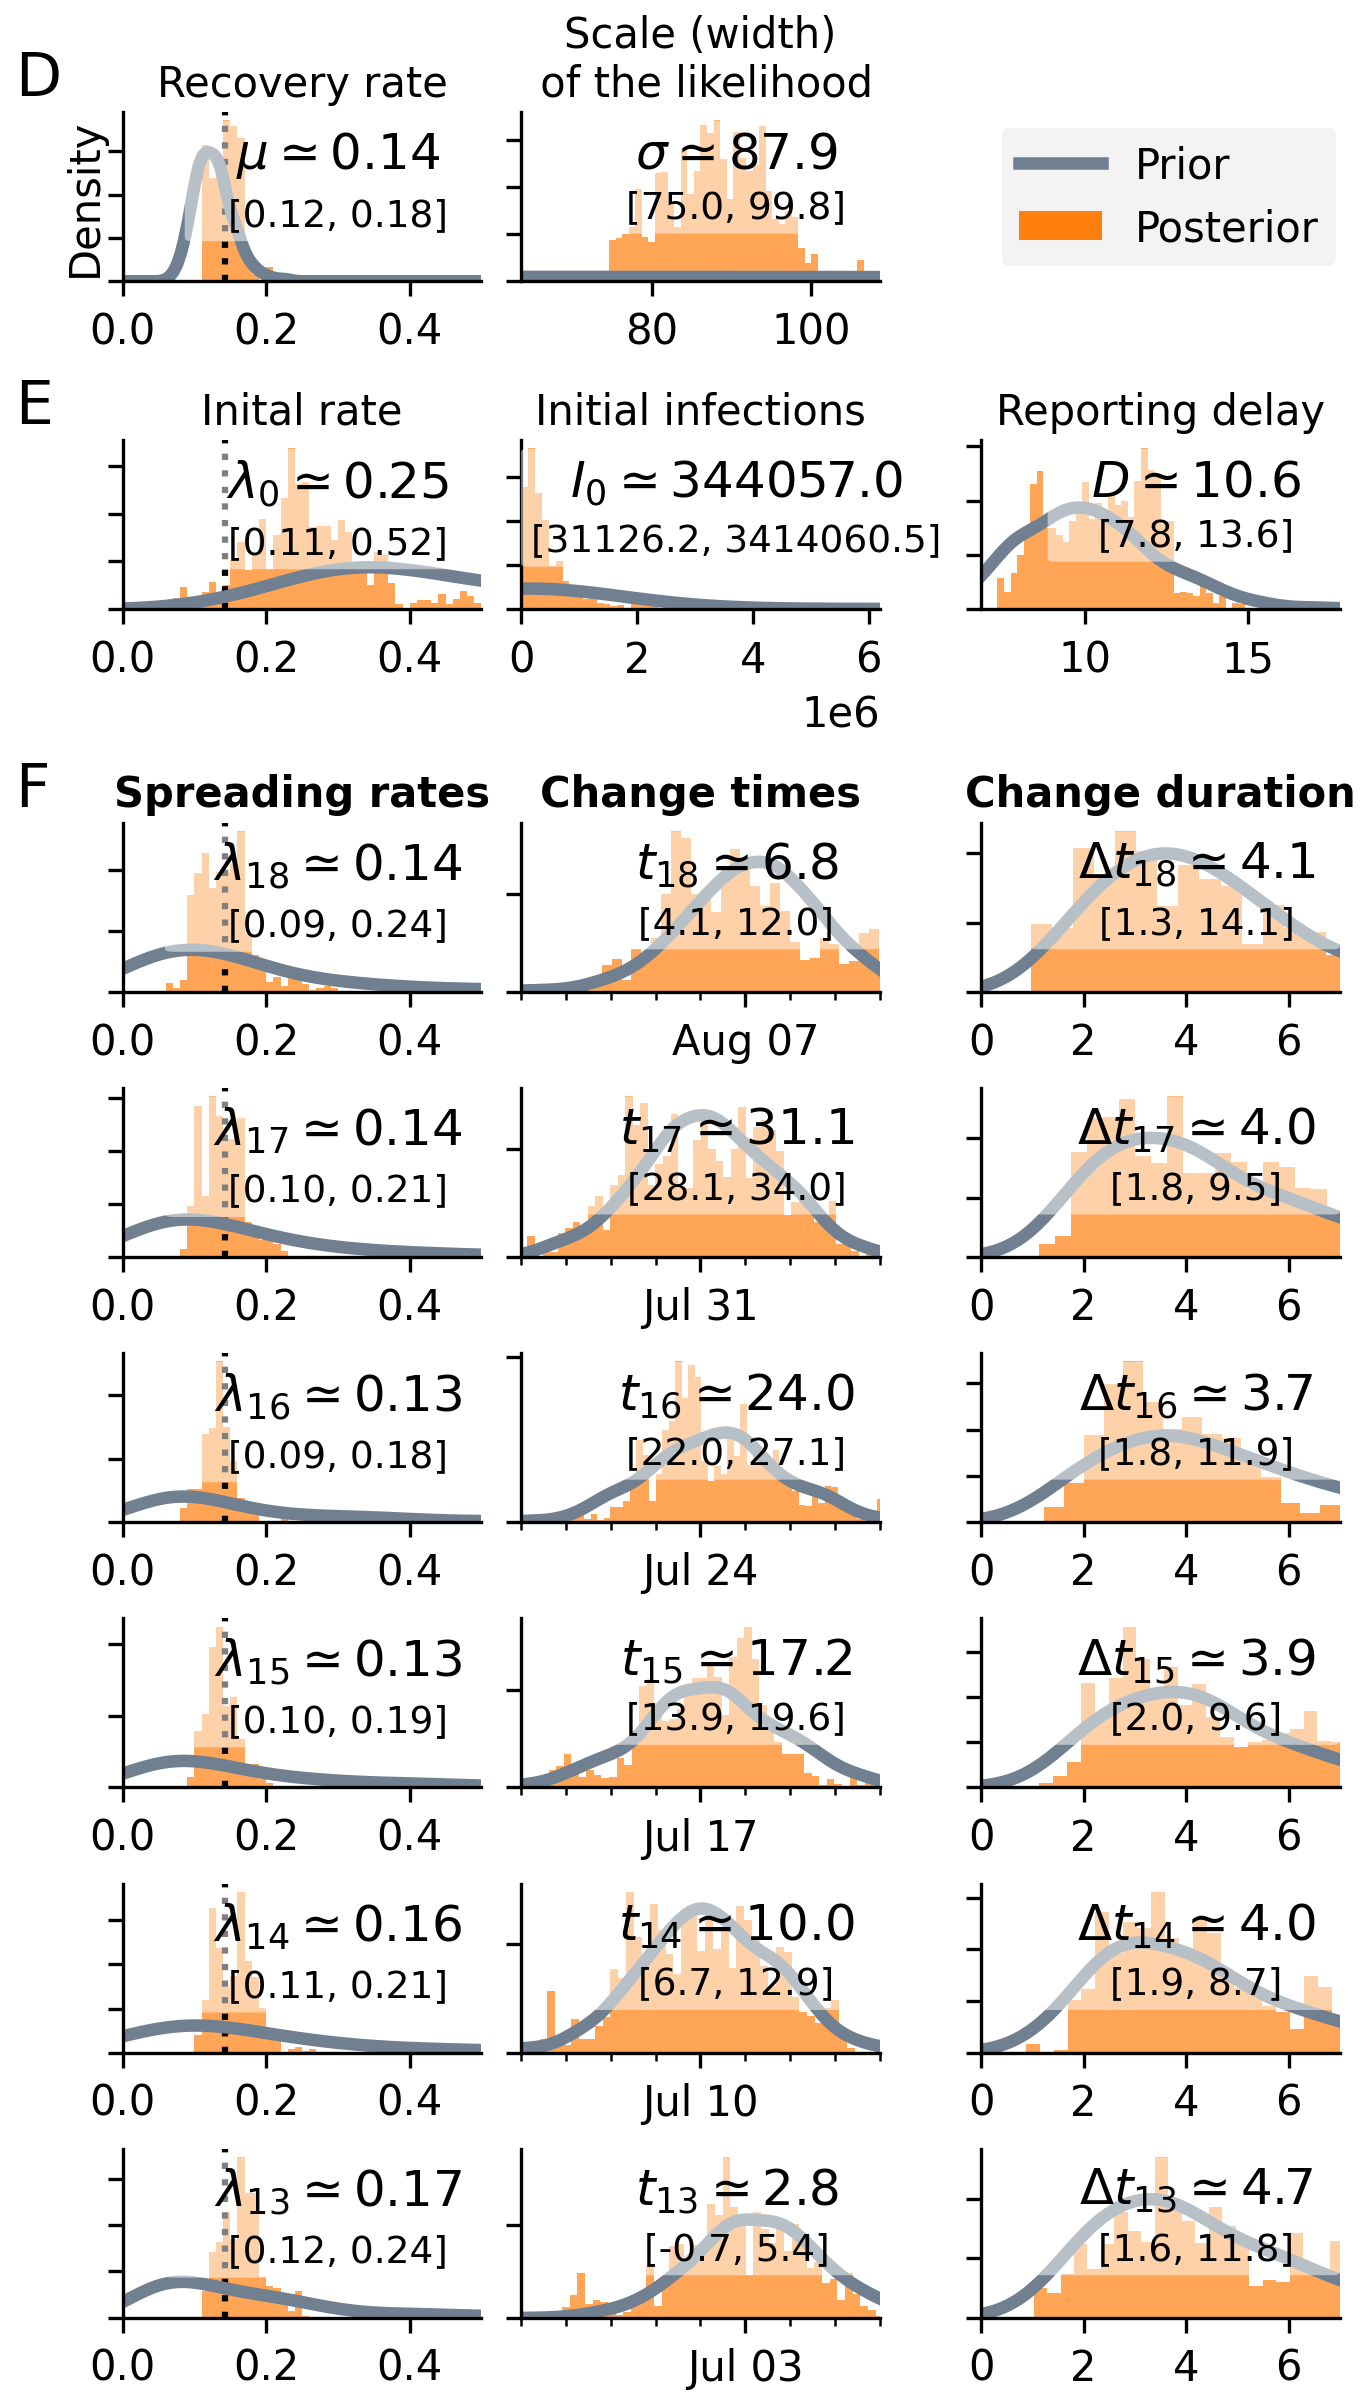 D
Recovery rate
Scale (width)
of the likelihood
Density
μ ≃ 0.14
[0.12, 0.18]
0.0 0.2 0.4
σ ≃ 87.9
[75.0, 99.8]
80 100
Prior
Posterior
E
Inital rate
λ0 ≃ 0.25
[0.11, 0.52]
0.0 0.2 0.4
Initial infections
I0 ≃ 344057.0
[31126.2, 3414060.5]
0 2 4 6
1e6
Reporting delay
D ≃ 10.6
[7.8, 13.6]
10 15
F
Spreading rates
Change times
Change duration
λ18 ≃ 0.14
[0.09, 0.24]
0.0 0.2 0.4
t18 ≃ 6.8
[4.1, 12.0]
Aug 07
Δt18 ≃ 4.1
[1.3, 14.1]
0 2 4 6
λ17 ≃ 0.14
[0.10, 0.21]
0.0 0.2 0.4
t17 ≃ 31.1
[28.1, 34.0]
Jul 31
Δt17 ≃ 4.0
[1.8, 9.5]
0 2 4 6
λ16 ≃ 0.13
[0.09, 0.18]
0.0 0.2 0.4
t16 ≃ 24.0
[22.0, 27.1]
Jul 24
Δt16 ≃ 3.7
[1.8, 11.9]
0 2 4 6
λ15 ≃ 0.13
[0.10, 0.19]
0.0 0.2 0.4
t15 ≃ 17.2
[13.9, 19.6]
Jul 17
Δt15 ≃ 3.9
[2.0, 9.6]
0 2 4 6
λ14 ≃ 0.16
[0.11, 0.21]
0.0 0.2 0.4
t14 ≃ 10.0
[6.7, 12.9]
Jul 10
Δt14 ≃ 4.0
[1.9, 8.7]
0 2 4 6
λ13 ≃ 0.17
[0.12, 0.24]
0.0 0.2 0.4
t13 ≃ 2.8
[-0.7, 5.4]
Jul 03
Δt13 ≃ 4.7
[1.6, 11.8]
0 2 4 6